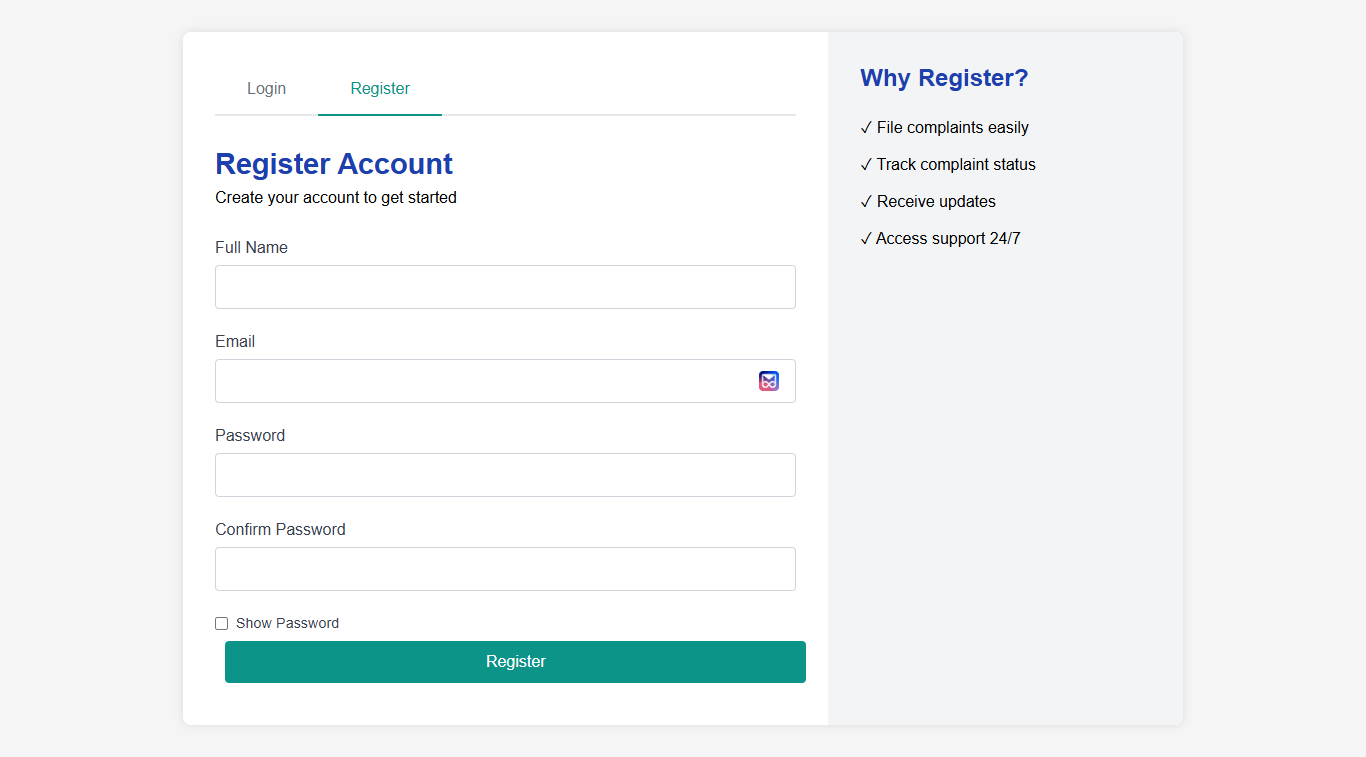 Login
Register
Register Account
Create your account to get started
Full Name
Email
Password
Confirm Password
Show Password
Register
Why Register?
✓ File complaints easily
✓ Track complaint status
✓ Receive updates
✓ Access support 24/7